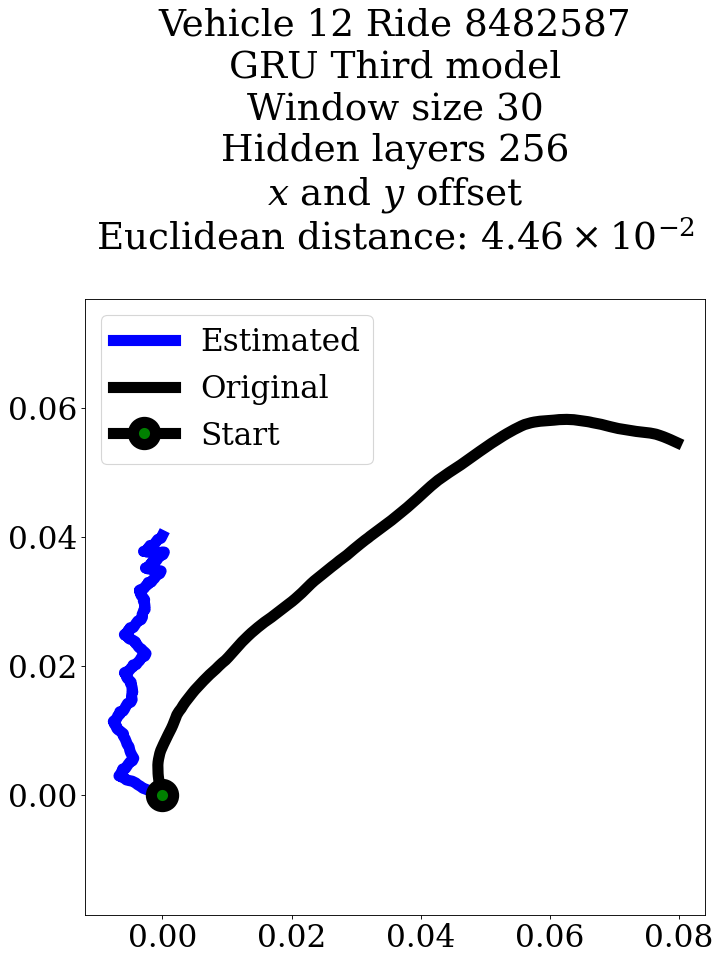 Vehicle 12 Ride 8482587
GRU Third model
Window size 30
Hidden layers 256
x and y offset
Euclidean distance: 4.46 × 10⁻²
Estimated
Original
Start
0.06
0.04
0.02
0.00
0.00 0.02 0.04 0.06 0.08